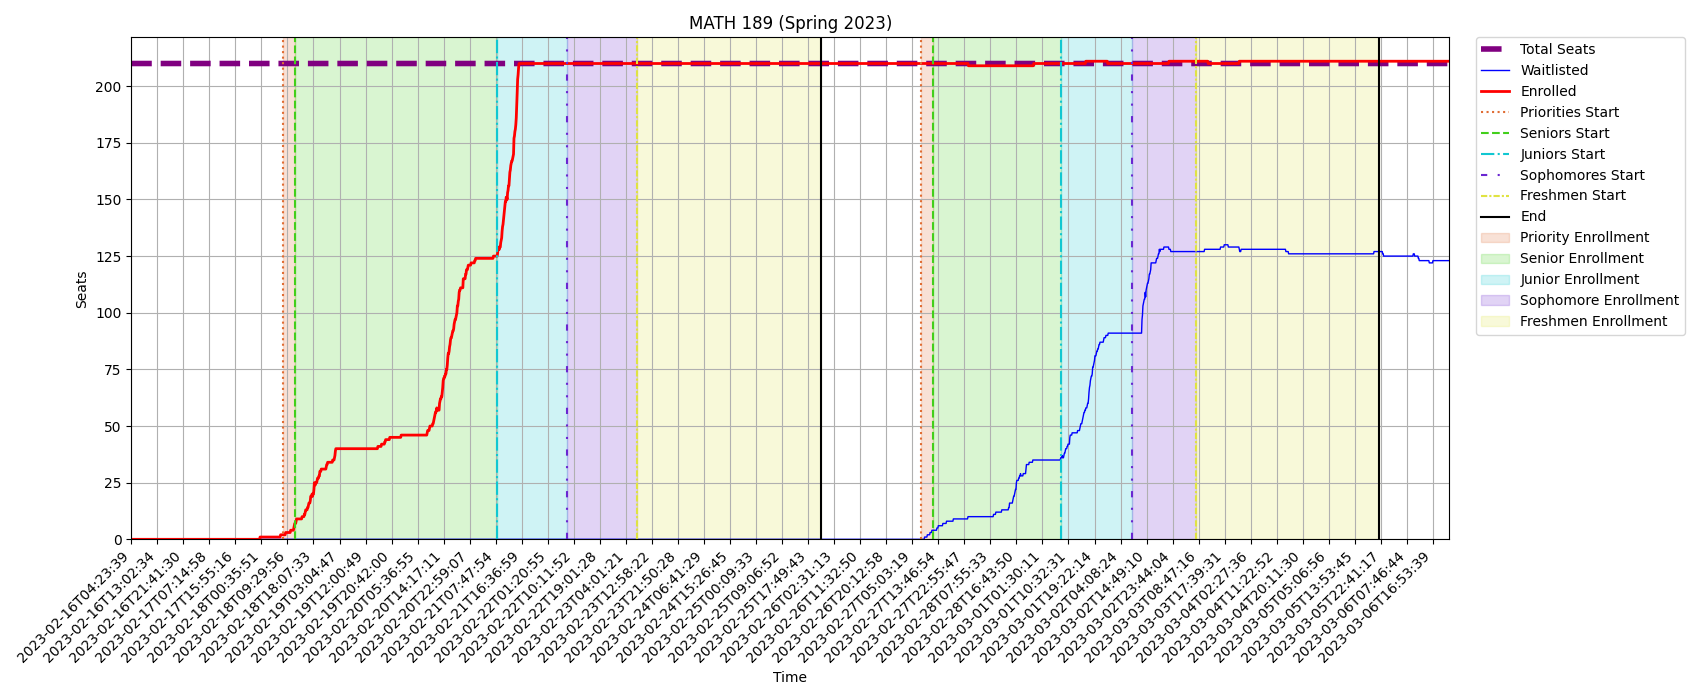 MATH 189 (Spring 2023)
Seats
200
175
150
125
100
75
50
25
0
Total Seats
Waitlisted
Enrolled
Priorities Start
Seniors Start
Juniors Start
Sophomores Start
Freshmen Start
End
Priority Enrollment
Senior Enrollment
Junior Enrollment
Sophomore Enrollment
Freshmen Enrollment
2023-02-16T04:23:39
2023-02-16T13:02:34
2023-02-16T21:41:30
2023-02-17T07:14:58
2023-02-17T15:55:16
2023-02-18T00:35:51
2023-02-18T09:29:56
2023-02-18T18:07:33
2023-02-19T03:04:47
2023-02-19T12:00:49
2023-02-19T20:42:00
2023-02-20T05:36:55
2023-02-20T14:17:11
2023-02-20T22:59:07
2023-02-21T07:47:54
2023-02-21T16:36:59
2023-02-22T01:20:55
2023-02-22T10:11:52
2023-02-22T19:01:28
2023-02-23T04:01:21
2023-02-23T12:58:22
2023-02-23T21:50:28
2023-02-24T06:41:29
2023-02-24T15:26:45
2023-02-25T00:09:33
2023-02-25T09:06:52
2023-02-25T17:49:43
2023-02-26T02:31:13
2023-02-26T11:32:50
2023-02-26T20:12:58
2023-02-27T05:03:19
2023-02-27T13:46:54
2023-02-27T22:55:47
2023-02-28T07:55:33
2023-02-28T16:43:50
2023-03-01T01:30:11
2023-03-01T10:32:31
2023-03-01T19:22:14
2023-03-02T04:08:24
2023-03-02T14:49:10
2023-03-02T23:44:04
2023-03-03T08:47:16
2023-03-03T17:39:31
2023-03-04T02:27:36
2023-03-04T11:22:52
2023-03-04T20:11:30
2023-03-05T05:06:56
2023-03-05T13:53:45
2023-03-05T22:41:17
2023-03-06T07:46:44
2023-03-06T16:53:39
Time